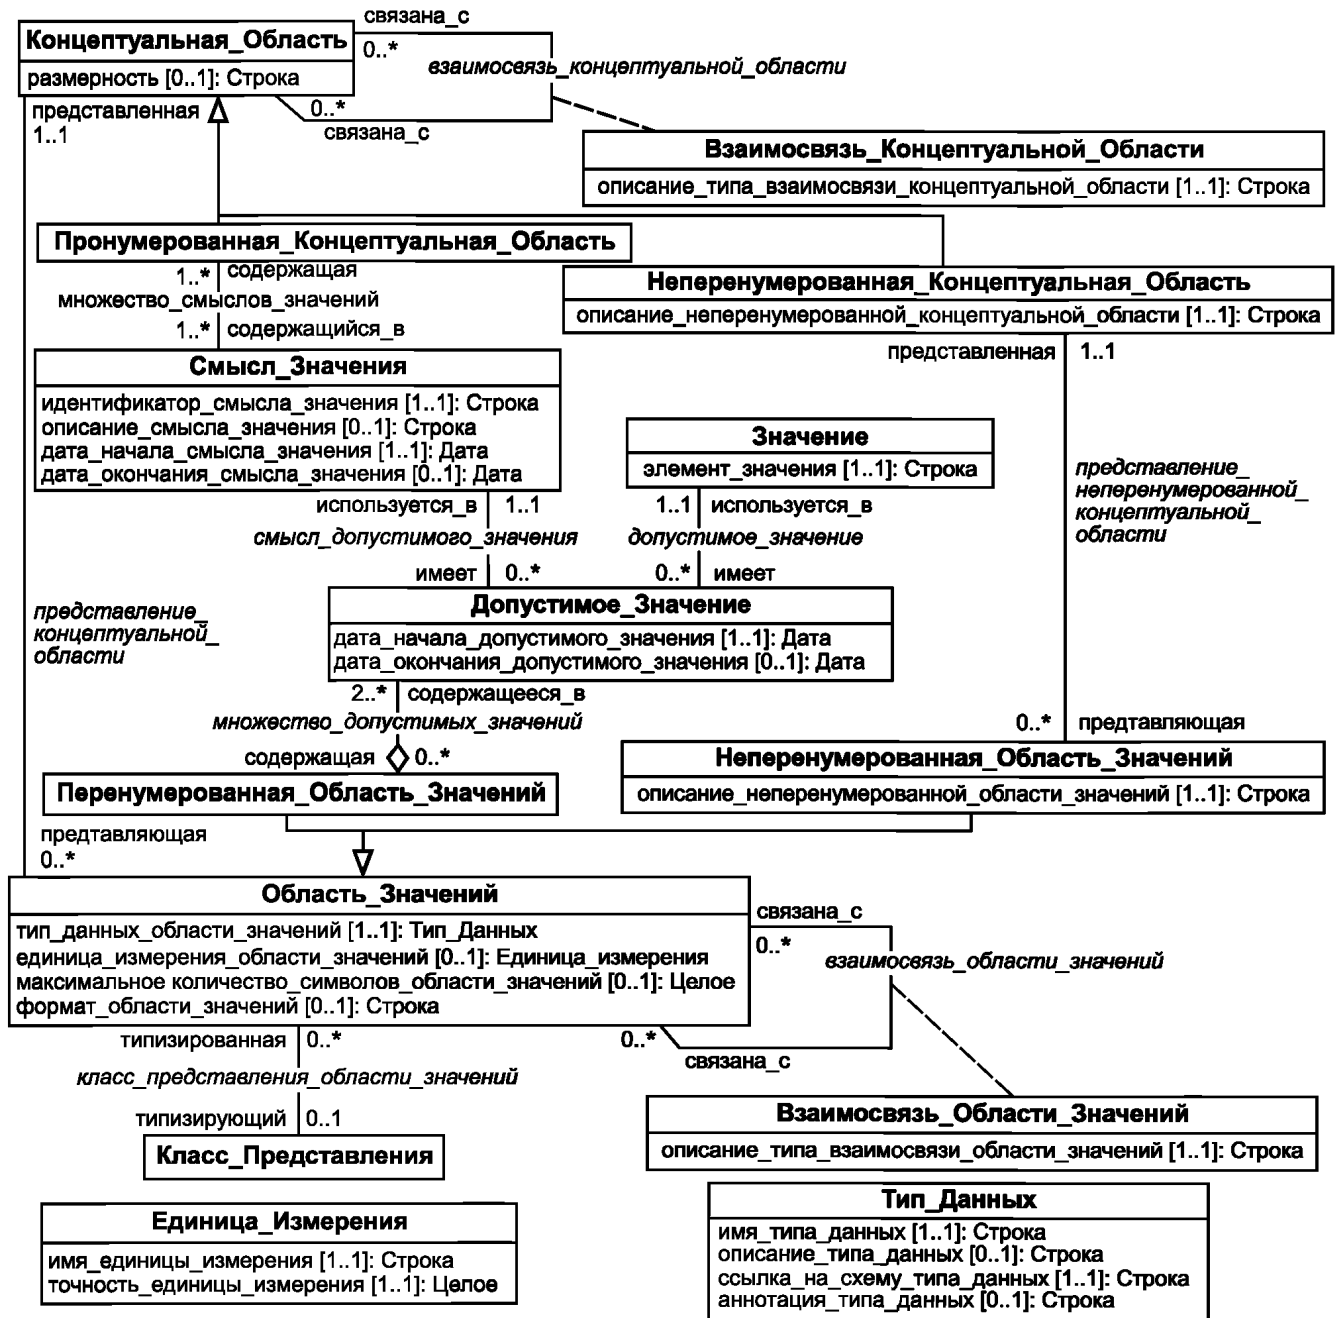 связана_с
Концептуальная_Область
0..*
размерность [0..1]: Строка
взаимосвязь_концептуальной_области
представленная
0..*
1..1
связана_с
Взаимосвязь_Концептуальной_Области
описание_типа_взаимосвязи_концептуальной_области [1..1]: Строка
Пронумерованная_Концептуальная_Область
1..* содержащая
множество_смыслов_значений
1..* содержащийся_в
Неперенумерованная_Концептуальная_Область
описание_неперенумерованной_концептуальной_области [1..1]: Строка
представленная 1..1
Смысл_Значения
идентификатор_смысла_значения [1..1]: Строка
описание_смысла_значения [0..1]: Строка
дата_начала_смысла_значения [1..1]: Дата
дата_окончания_смысла_значения [0..1]: Дата
Значение
элемент_значения [1..1]: Строка
представление_
неперенумерованной_
концептуальной_
области
используется_в 1..1
смысл_допустимого_значения
имеет 0..*
1..1 используется_в
допустимое_значение
0..* имеет
Допустимое_Значение
дата_начала_допустимого_значения [1..1]: Дата
дата_окончания_допустимого_значения [0..1]: Дата
представление_
концептуальной_
области
2..* содержащееся_в
множество_допустимых_значений
содержащая 0..*
0..* предтавляющая
Перенумерованная_Область_Значений
Неперенумерованная_Область_Значений
описание_неперенумерованной_области_значений [1..1]: Строка
предтавляющая
0..*
Область_Значений
тип_данных_области_значений [1..1]: Тип_Данных
единица_измерения_области_значений [0..1]: Единица_измерения
максимальное количество_символов_области_значений [0..1]: Целое
формат_области_значений [0..1]: Строка
связана_с
0..*
взаимосвязь_области_значений
0..*
связана_с
типизированная 0..*
класс_представления_области_значений
типизирующий 0..1
Класс_Представления
Взаимосвязь_Области_Значений
описание_типа_взаимосвязи_области_значений [1..1]: Строка
Единица_Измерения
имя_единицы_измерения [1..1]: Строка
точность_единицы_измерения [1..1]: Целое
Тип_Данных
имя_типа_данных [1..1]: Строка
описание_типа_данных [0..1]: Строка
ссылка_на_схему_типа_данных [1..1]: Строка
аннотация_типа_данных [0..1]: Строка